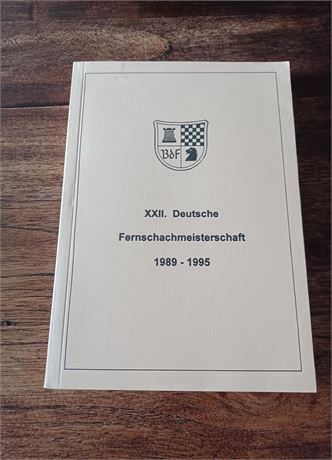 BdF
XXII. Deutsche
Fernschachmeisterschaft
1989 - 1995